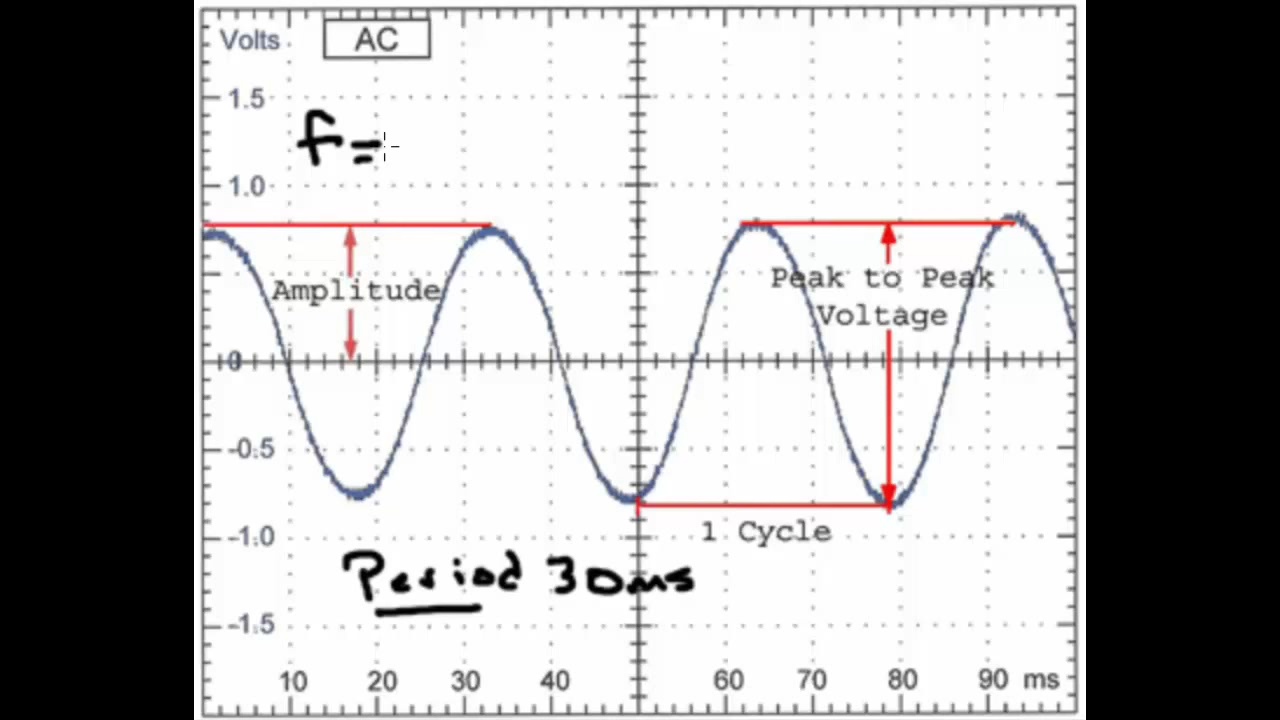 Volts AC
1.5
f=
1.0
Amplitude
Peak to Peak
Voltage
0
-0.5
1 Cycle
-1.0
Period 30ms
-1.5
10 20 30 40 60 70 80 90 ms